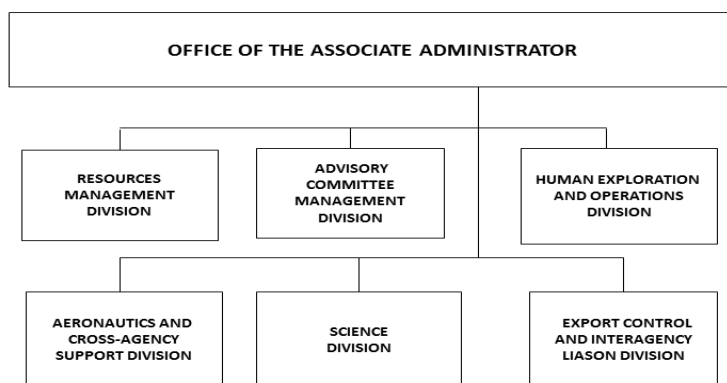 OFFICE OF THE ASSOCIATE ADMINISTRATOR
RESOURCES
MANAGEMENT
DIVISION
ADVISORY
COMMITTEE
MANAGEMENT
DIVISION
HUMAN EXPLORATION
AND OPERATIONS
DIVISION
AERONAUTICS AND
CROSS-AGENCY
SUPPORT DIVISION
SCIENCE
DIVISION
EXPORT CONTROL
AND INTERAGENCY
LIASON DIVISION